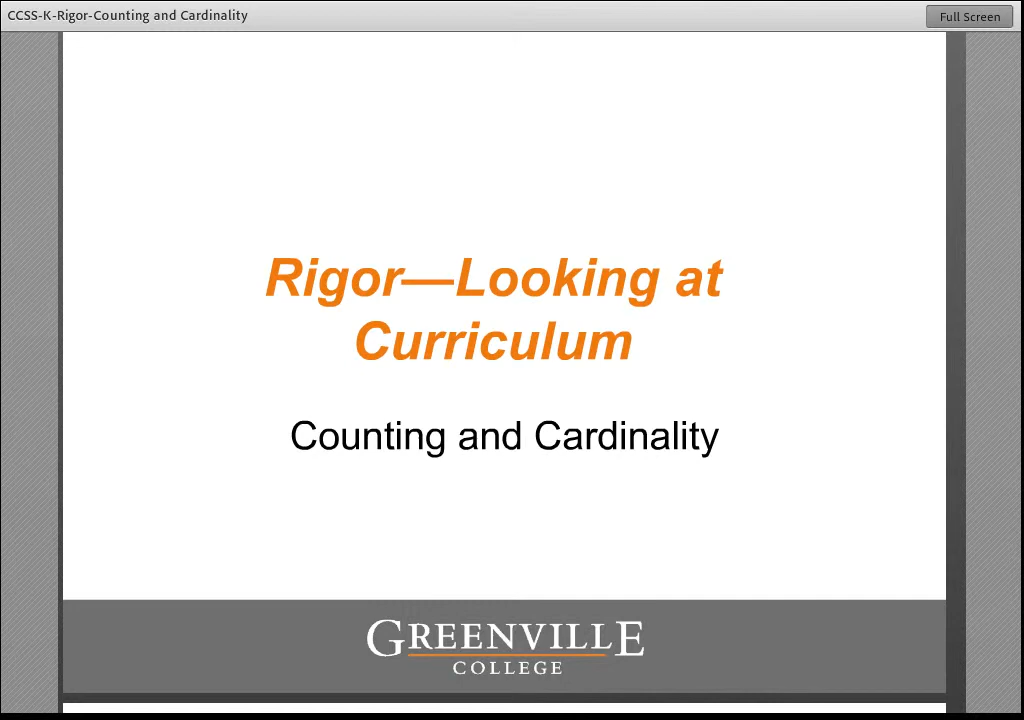 CCSS-K-Rigor-Counting and Cardinality
Full Screen
Rigor—Looking at
Curriculum
Counting and Cardinality
GREENVILLE
COLLEGE